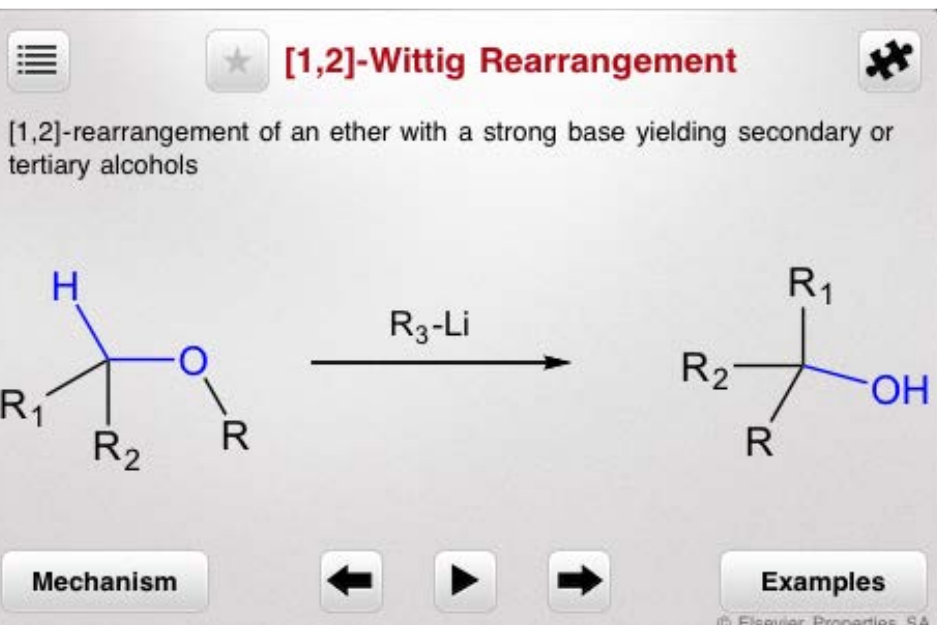 [1,2]-Wittig Rearrangement
[1,2]-rearrangement of an ether with a strong base yielding secondary or
tertiary alcohols
H
O
R1
R2
R
R3-Li
R1
R2
OH
R
Mechanism
Examples
© Elsevier Properties SA